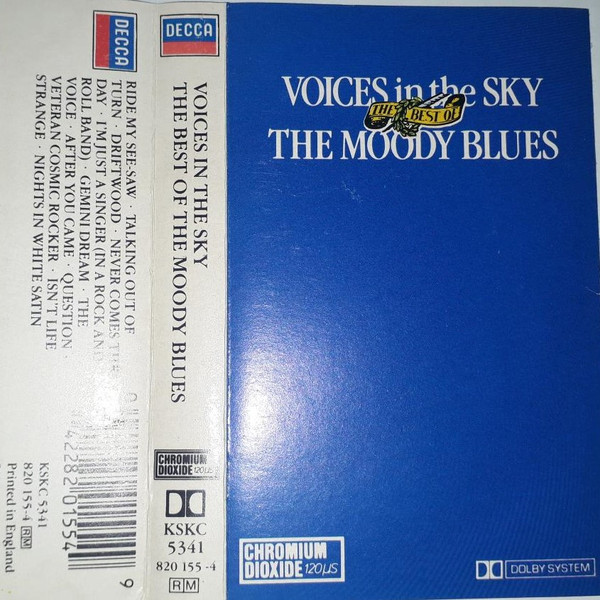 DECCA
RIDE MY SEE-SAW · TALKING OUT OF
TURN · DRIFTWOOD · NEVER COMES THE
DAY · I'M JUST A SINGER (IN A ROCK AND
ROLL BAND) · GEMINI DREAM · THE
VOICE · AFTER YOU CAME · QUESTION ·
VETERAN COSMIC ROCKER · ISN'T LIFE
STRANGE · NIGHTS IN WHITE SATIN
0 42282 01554 9
KSKC 5341
820 155-4 RM
Printed in England
DECCA
VOICES IN THE SKY
THE BEST OF THE MOODY BLUES
CHROMIUM
DIOXIDE 120µs
KSKC
5341
820 155-4
RM
VOICES in the SKY
THE BEST OF
THE MOODY BLUES
CHROMIUM
DIOXIDE 120µs
DOLBY SYSTEM